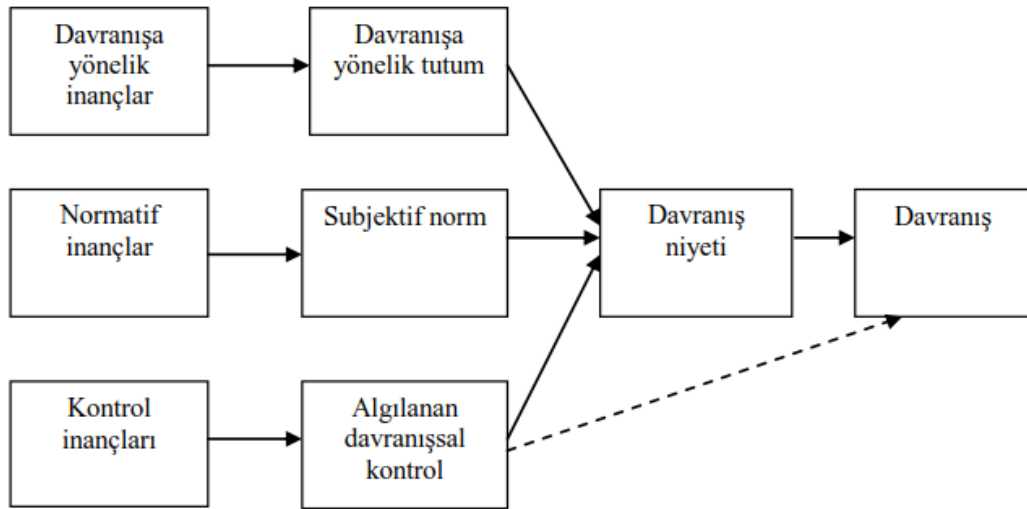 Davranışa
yönelik
inançlar
Davranışa
yönelik tutum
Normatif
inançlar
Subjektif norm
Davranış
niyeti
Davranış
Kontrol
inançları
Algılanan
davranışsal
kontrol